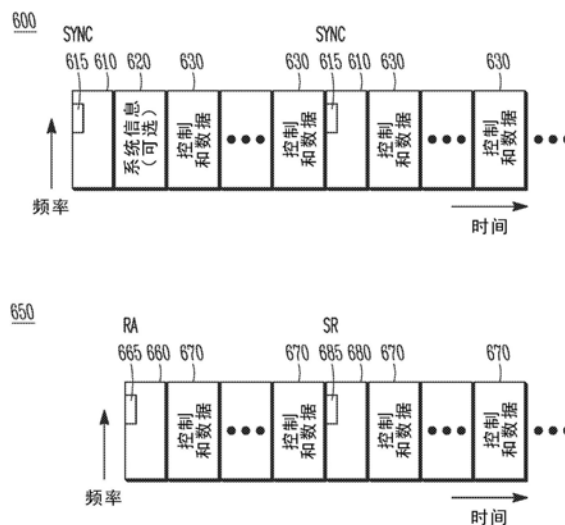 600
SYNC
SYNC
615 610 620 630 630 615 610 630 630
系统信息
(可选)
控制
和数据
控制
和数据
控制
和数据
控制
和数据
频率
时间
650
RA
SR
665 660 670 670 685 680 670 670
控制
和数据
控制
和数据
控制
和数据
控制
和数据
频率
时间